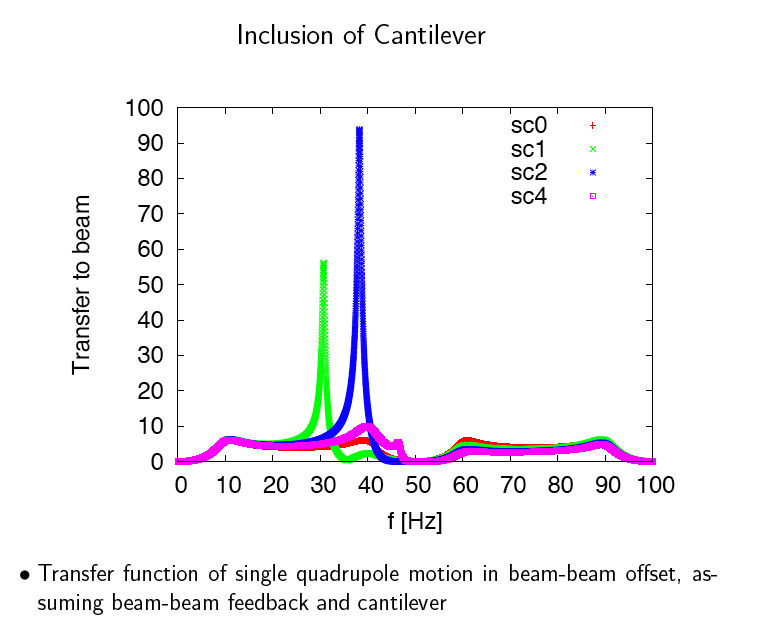 Inclusion of Cantilever
100
90
80
70
60
50
40
30
20
10
0
Transfer to beam
sc0
sc1
sc2
sc4
0 10 20 30 40 50 60 70 80 90 100
f [Hz]
• Transfer function of single quadrupole motion in beam-beam offset, as-
suming beam-beam feedback and cantilever